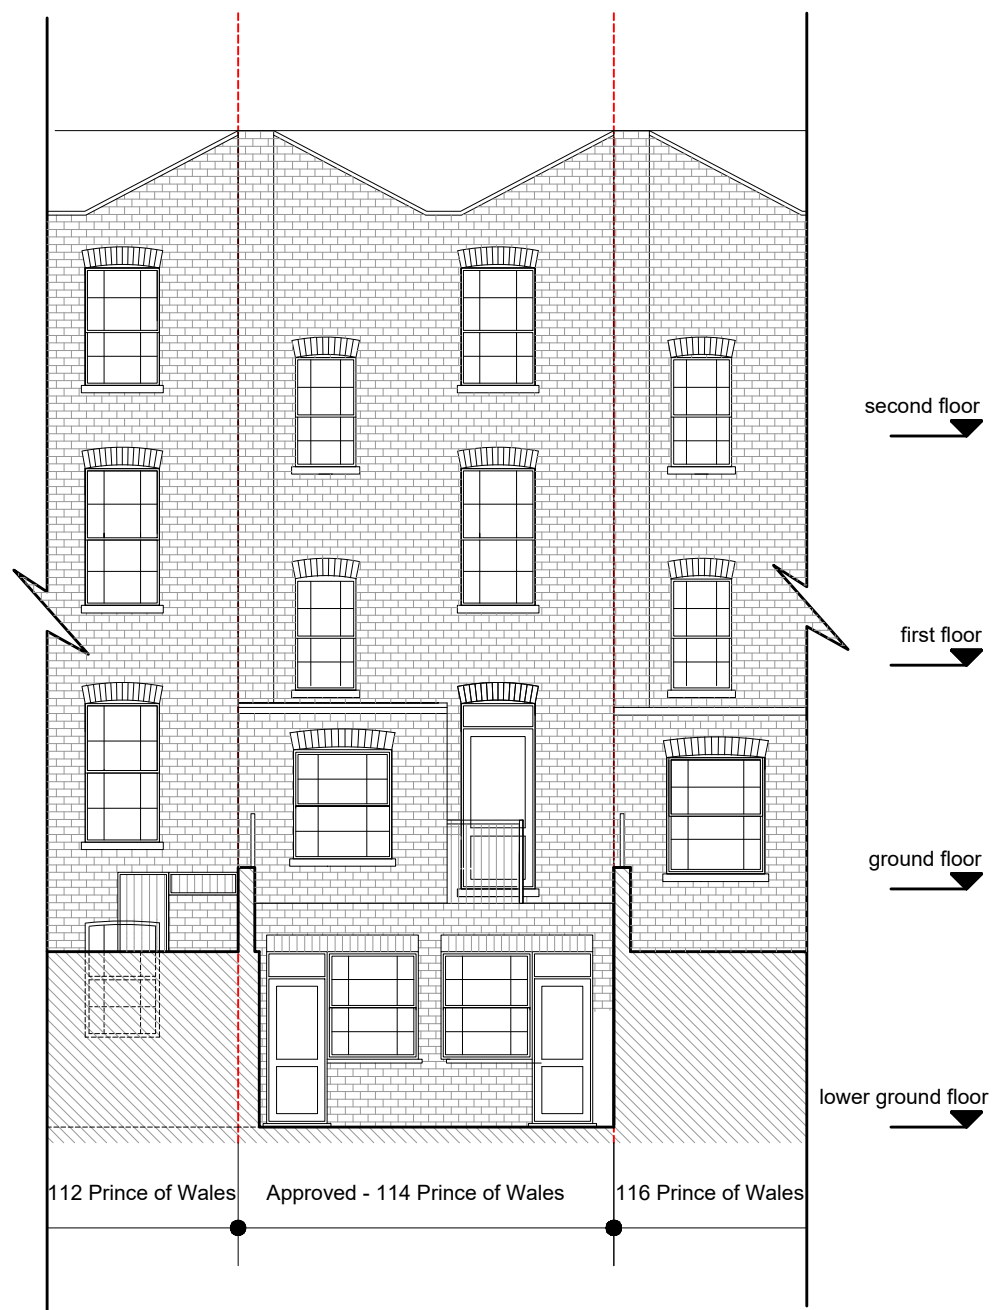 second floor
first floor
ground floor
lower ground floor
112 Prince of Wales
Approved - 114 Prince of Wales
116 Prince of Wales